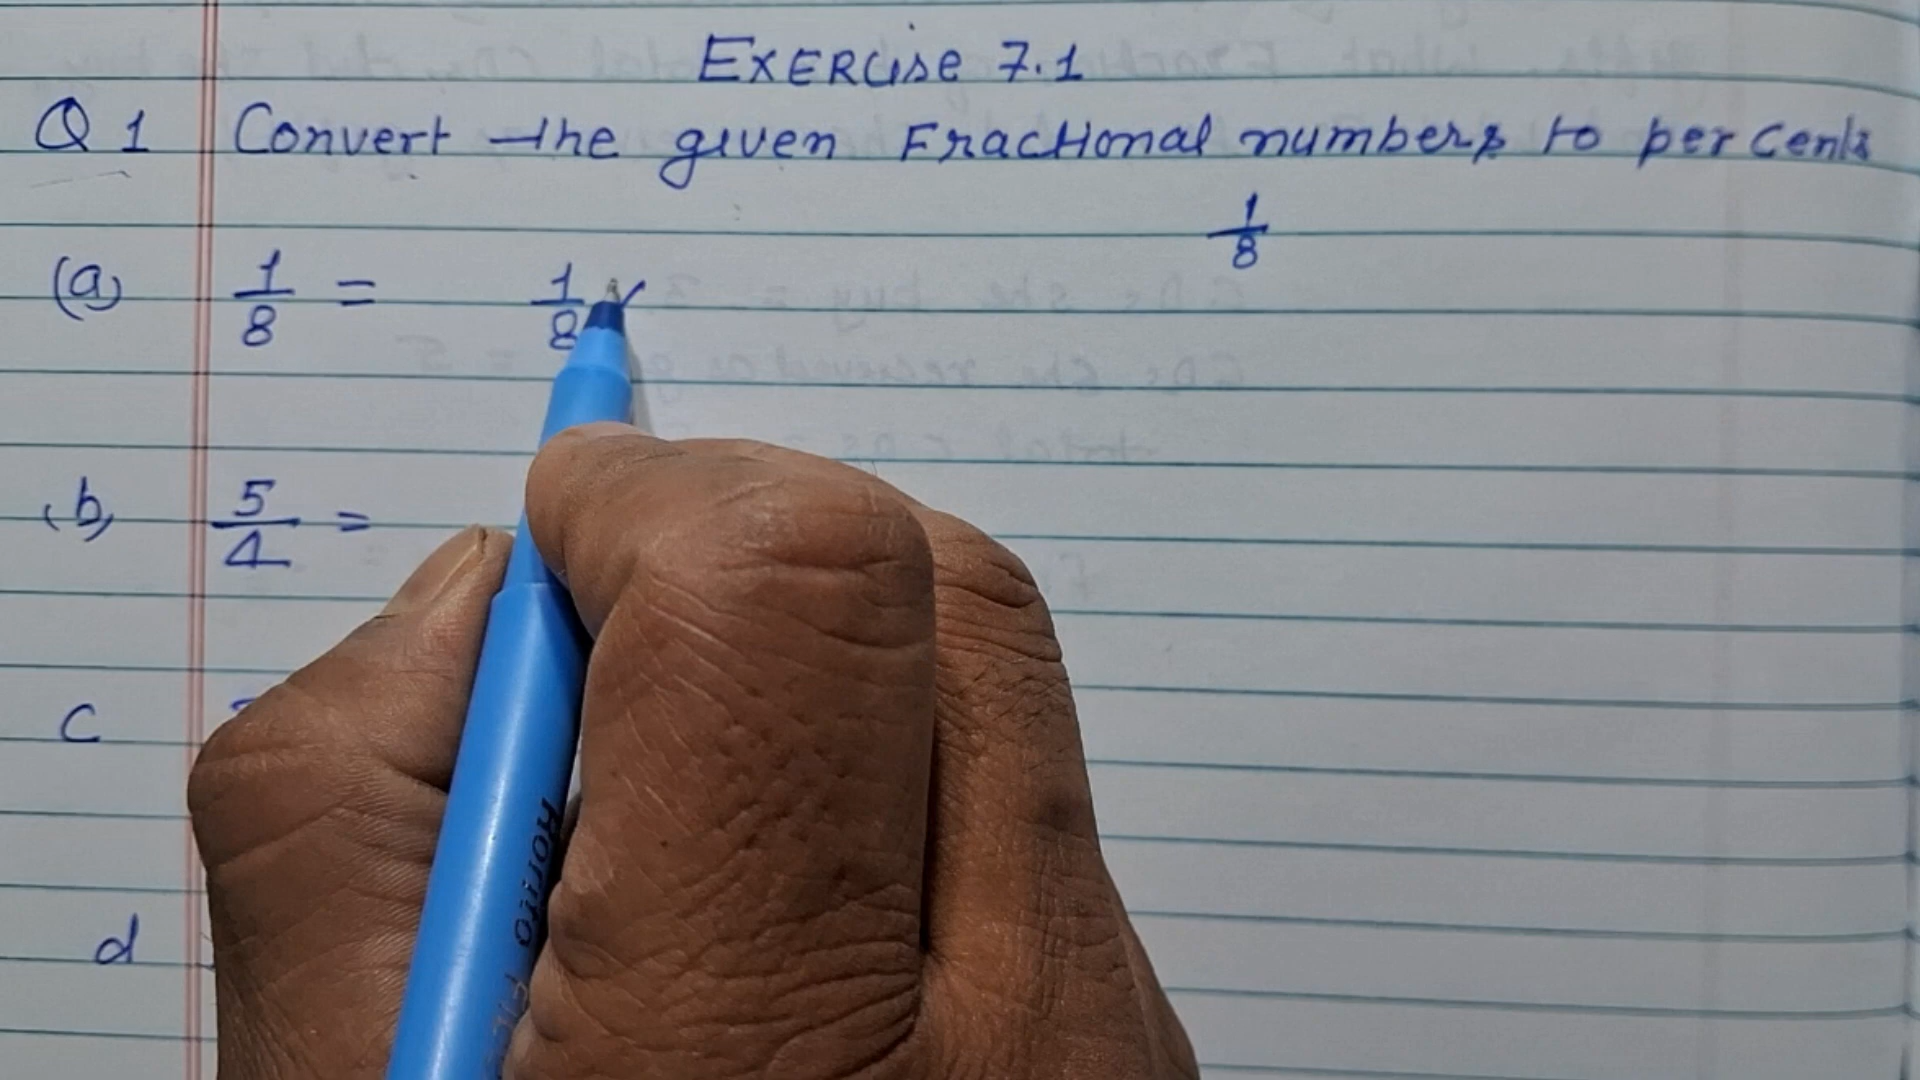 EXERCise 7.1
Q 1 Convert the given Fractional numbers to per cents
1/8
(a) 1/8 = 1/8
(b) 5/4 =
c
d
Horizo